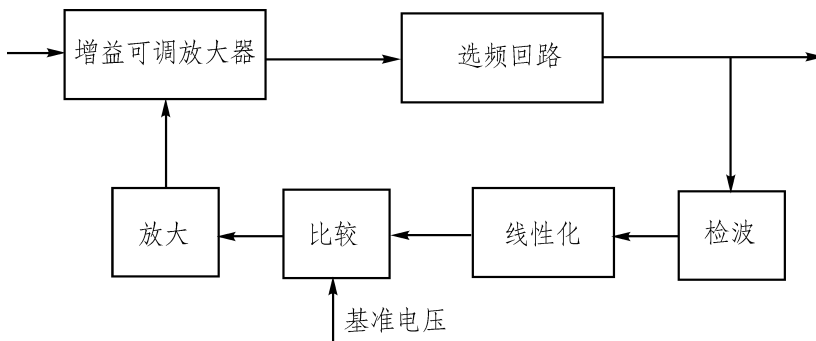 增益可调放大器
选频回路
放大
比较
线性化
检波
基准电压